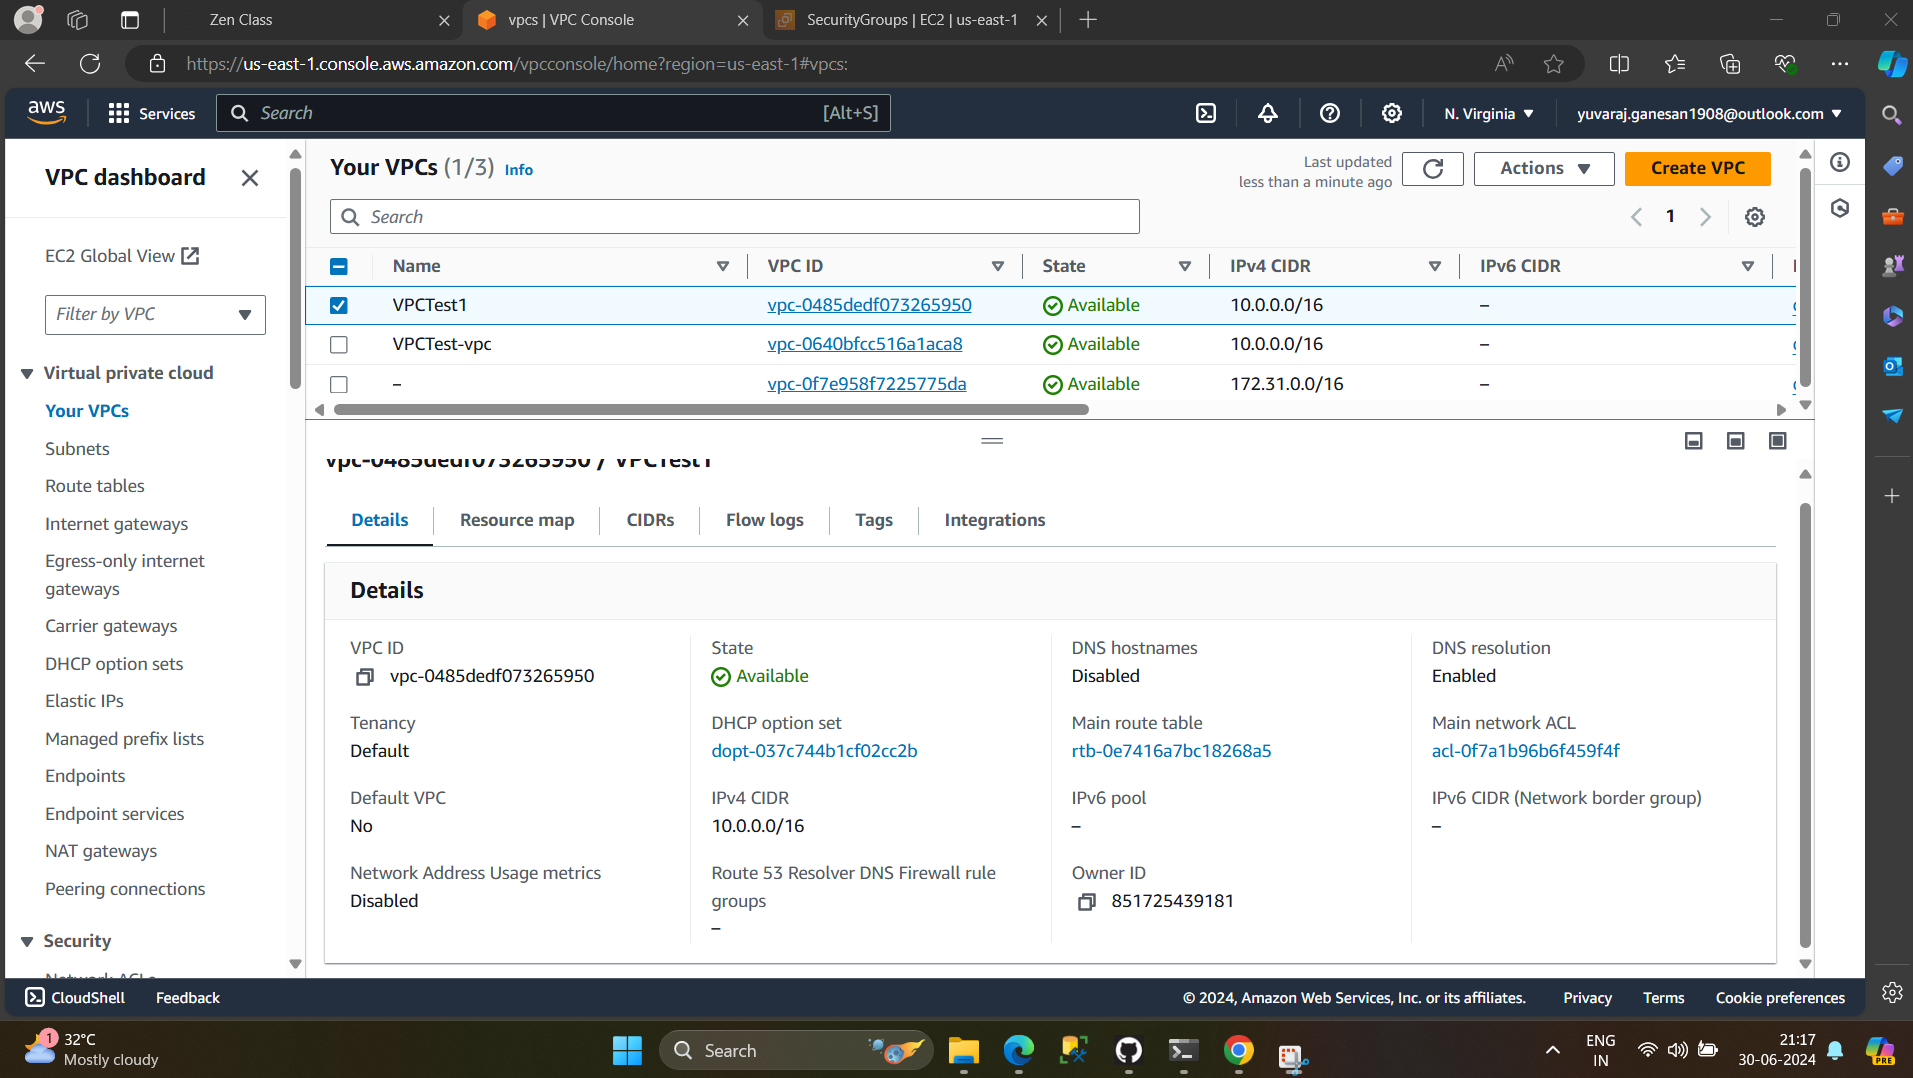 Zen Class
vpcs | VPC Console
SecurityGroups | EC2 | us-east-1
https://us-east-1.console.aws.amazon.com/vpcconsole/home?region=us-east-1#vpcs:
aws
Services
Search
[Alt+S]
N. Virginia
yuvaraj.ganesan1908@outlook.com
VPC dashboard
EC2 Global View
Filter by VPC
Virtual private cloud
Your VPCs
Subnets
Route tables
Internet gateways
Egress-only internet
gateways
Carrier gateways
DHCP option sets
Elastic IPs
Managed prefix lists
Endpoints
Endpoint services
NAT gateways
Peering connections
Security
Network ACLs
Your VPCs (1/3) Info
Last updated
less than a minute ago
Actions
Create VPC
Search
1
Name VPC ID State IPv4 CIDR IPv6 CIDR
VPCTest1 vpc-0485dedf073265950 Available 10.0.0.0/16 –
VPCTest-vpc vpc-0640bfcc516a1aca8 Available 10.0.0.0/16 –
– vpc-0f7e958f7225775da Available 172.31.0.0/16 –
vpc-0485dedf073265950 / VPCTest1
Details Resource map CIDRs Flow logs Tags Integrations
Details
VPC ID
vpc-0485dedf073265950
State
Available
DNS hostnames
Disabled
DNS resolution
Enabled
Tenancy
Default
DHCP option set
dopt-037c744b1cf02cc2b
Main route table
rtb-0e7416a7bc18268a5
Main network ACL
acl-0f7a1b96b6f459f4f
Default VPC
No
IPv4 CIDR
10.0.0.0/16
IPv6 pool
–
IPv6 CIDR (Network border group)
–
Network Address Usage metrics
Disabled
Route 53 Resolver DNS Firewall rule
groups
–
Owner ID
851725439181
CloudShell
Feedback
© 2024, Amazon Web Services, Inc. or its affiliates.
Privacy
Terms
Cookie preferences
1
32°C
Mostly cloudy
Search
ENG
IN
21:17
30-06-2024
PRE